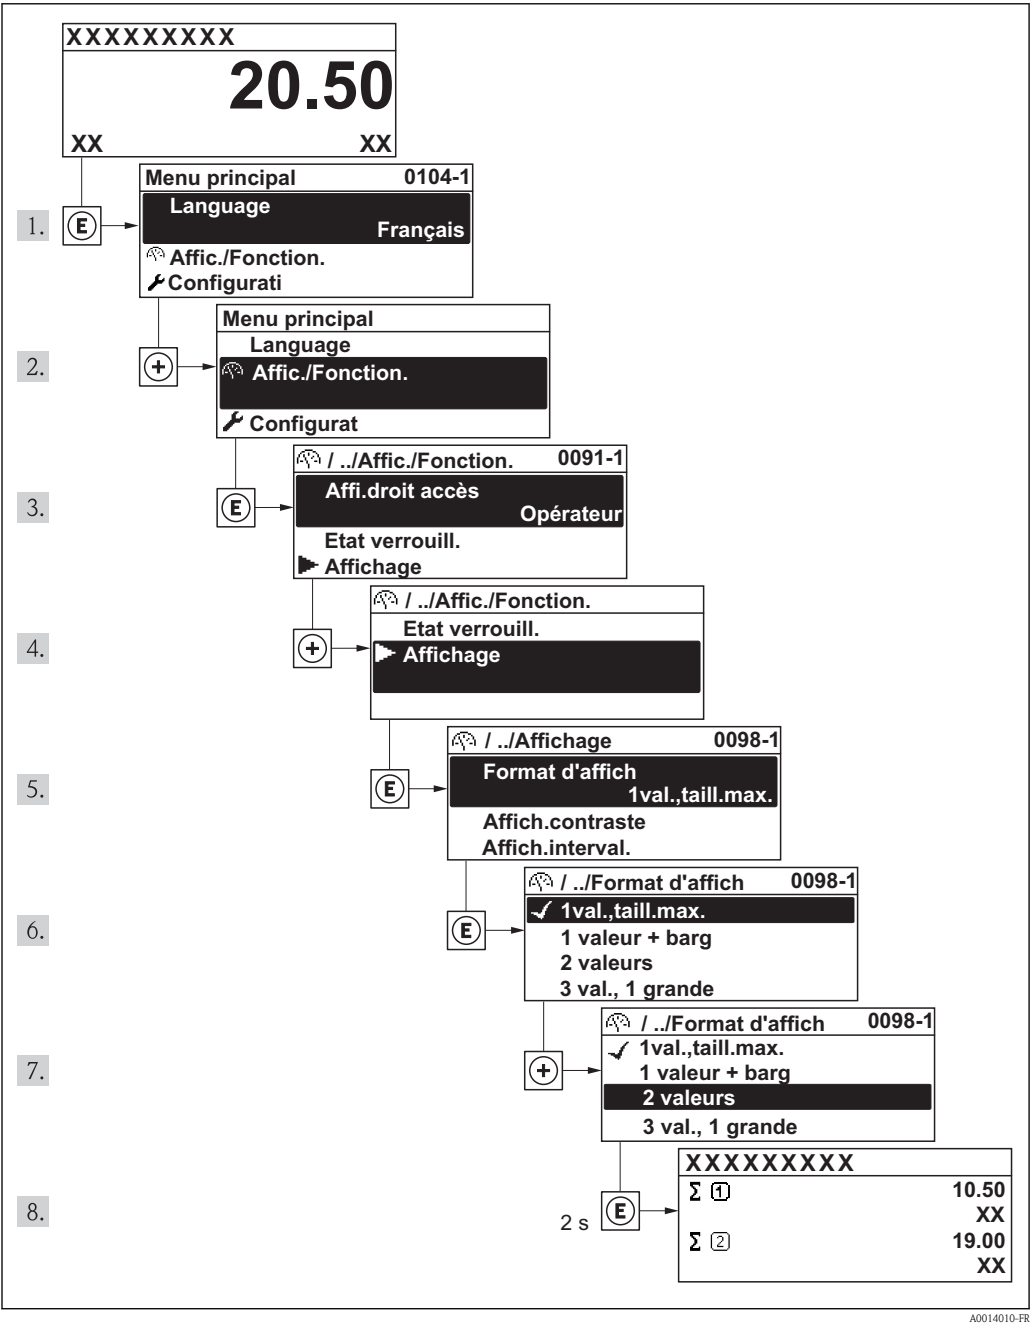 XXXXXXXXX
20.50
XX XX
Menu principal 0104-1
Language
1. E Français
Affic./Fonction.
Configurati
Menu principal
Language
2. + Affic./Fonction.
Configurat
/ ../Affic./Fonction. 0091-1
Affi.droit accès
3. E Opérateur
Etat verrouill.
Affichage
/ ../Affic./Fonction.
Etat verrouill.
4. + Affichage
/ ../Affichage 0098-1
Format d'affich
5. E 1val.,taill.max.
Affich.contraste
Affich.interval.
/ ../Format d'affich 0098-1
1val.,taill.max.
6. E 1 valeur + barg
2 valeurs
3 val., 1 grande
/ ../Format d'affich 0098-1
1val.,taill.max.
7. + 1 valeur + barg
2 valeurs
3 val., 1 grande
XXXXXXXXX
Σ 1 10.50
8. 2 s E XX
Σ 2 19.00
XX
A0014010-FR